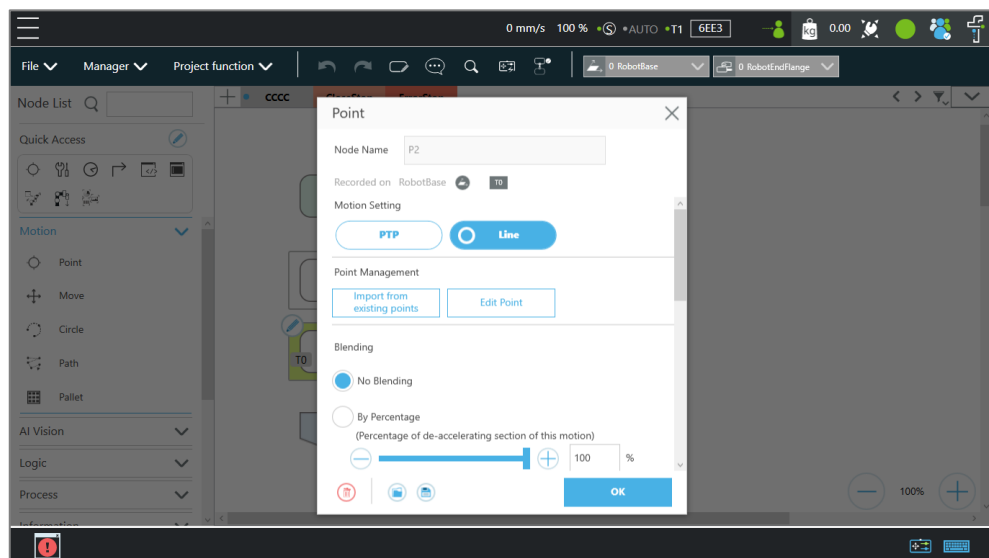 0 mm/s 100 % •Ⓢ •AUTO •T1 6EE3 kg 0.00
File Manager Project function 0 RobotBase 0 RobotEndFlange
Node List cccc
Point
Quick Access
Node Name P2
Recorded on RobotBase T0
Motion Setting
Motion
PTP Line
Point
Point Management
Move
Import from
existing points
Edit Point
Circle
Blending
T0
Path
No Blending
Pallet
By Percentage
AI Vision
(Percentage of de-accelerating section of this motion)
100 %
Logic
Process
OK
100%
Information